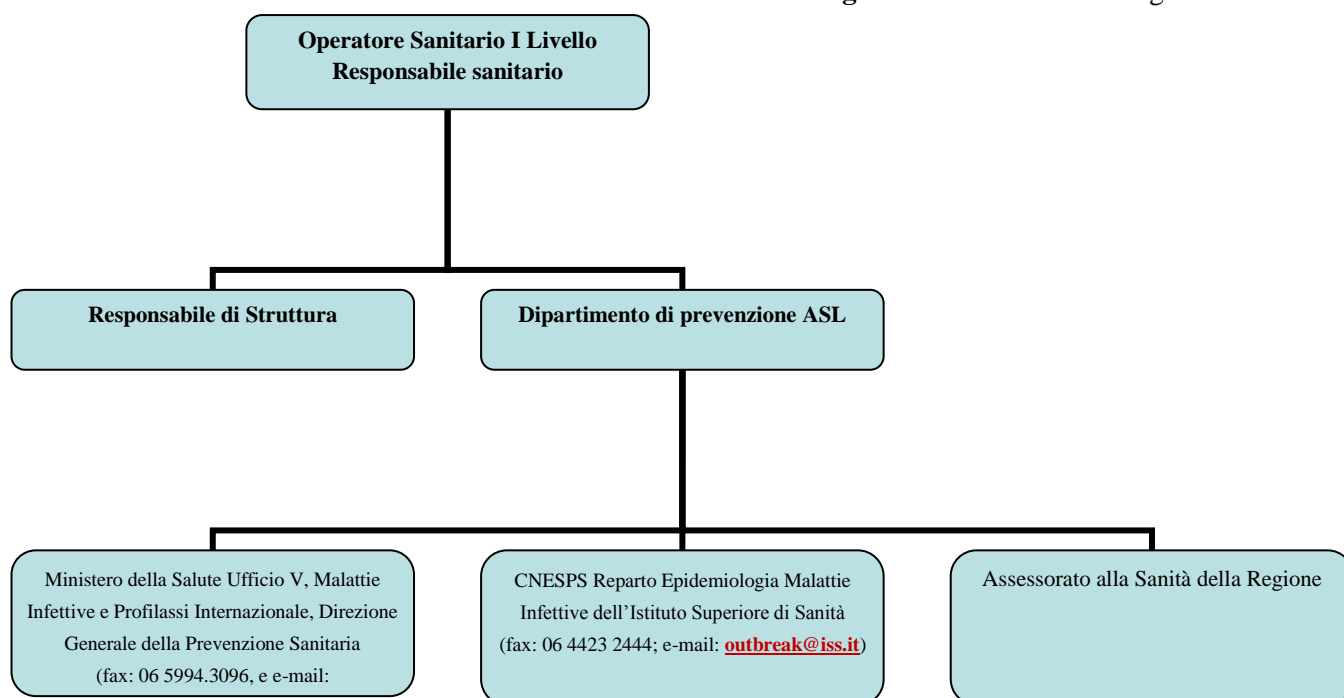 Operatore Sanitario I Livello
Responsabile sanitario
Responsabile di Struttura
Dipartimento di prevenzione ASL
Ministero della Salute Ufficio V, Malattie
Infettive e Profilassi Internazionale, Direzione
Generale della Prevenzione Sanitaria
(fax: 06 5994.3096, e e-mail:
CNESPS Reparto Epidemiologia Malattie
Infettive dell’Istituto Superiore di Sanità
(fax: 06 4423 2444; e-mail: outbreak@iss.it)
Assessorato alla Sanità della Regione